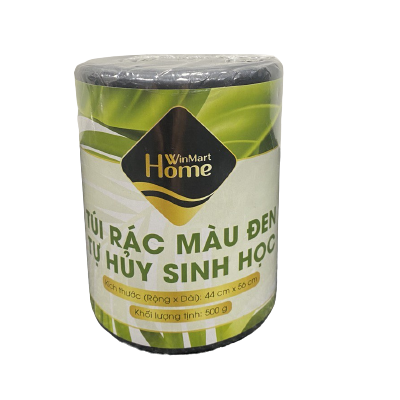 WinMart
Home
TÚI RÁC MÀU ĐEN
TỰ HỦY SINH HỌC
Kích thước (Rộng x Dài): 44 cm x 56 cm
Khối lượng tịnh: 500 g